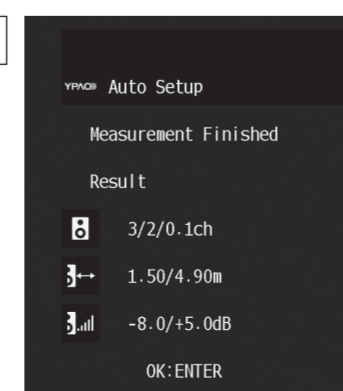 YPAO Auto Setup
Measurement Finished
Result
3/2/0.1ch
1.50/4.90m
-8.0/+5.0dB
OK:ENTER